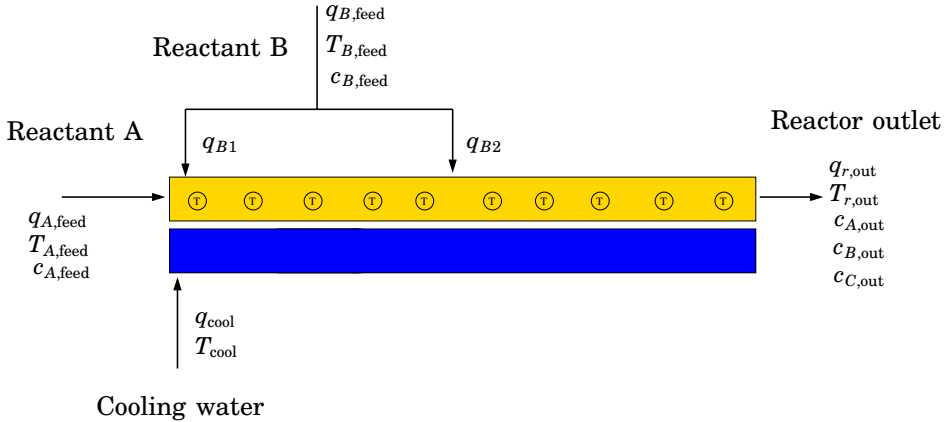 q_{B,feed}
Reactant B
T_{B,feed}
c_{B,feed}
Reactant A
q_{B1}
q_{B2}
Reactor outlet
q_{r,out}
T T T T T T T T T
T_{r,out}
q_{A,feed}
c_{A,out}
T_{A,feed}
c_{B,out}
c_{A,feed}
c_{C,out}
q_{cool}
T_{cool}
Cooling water